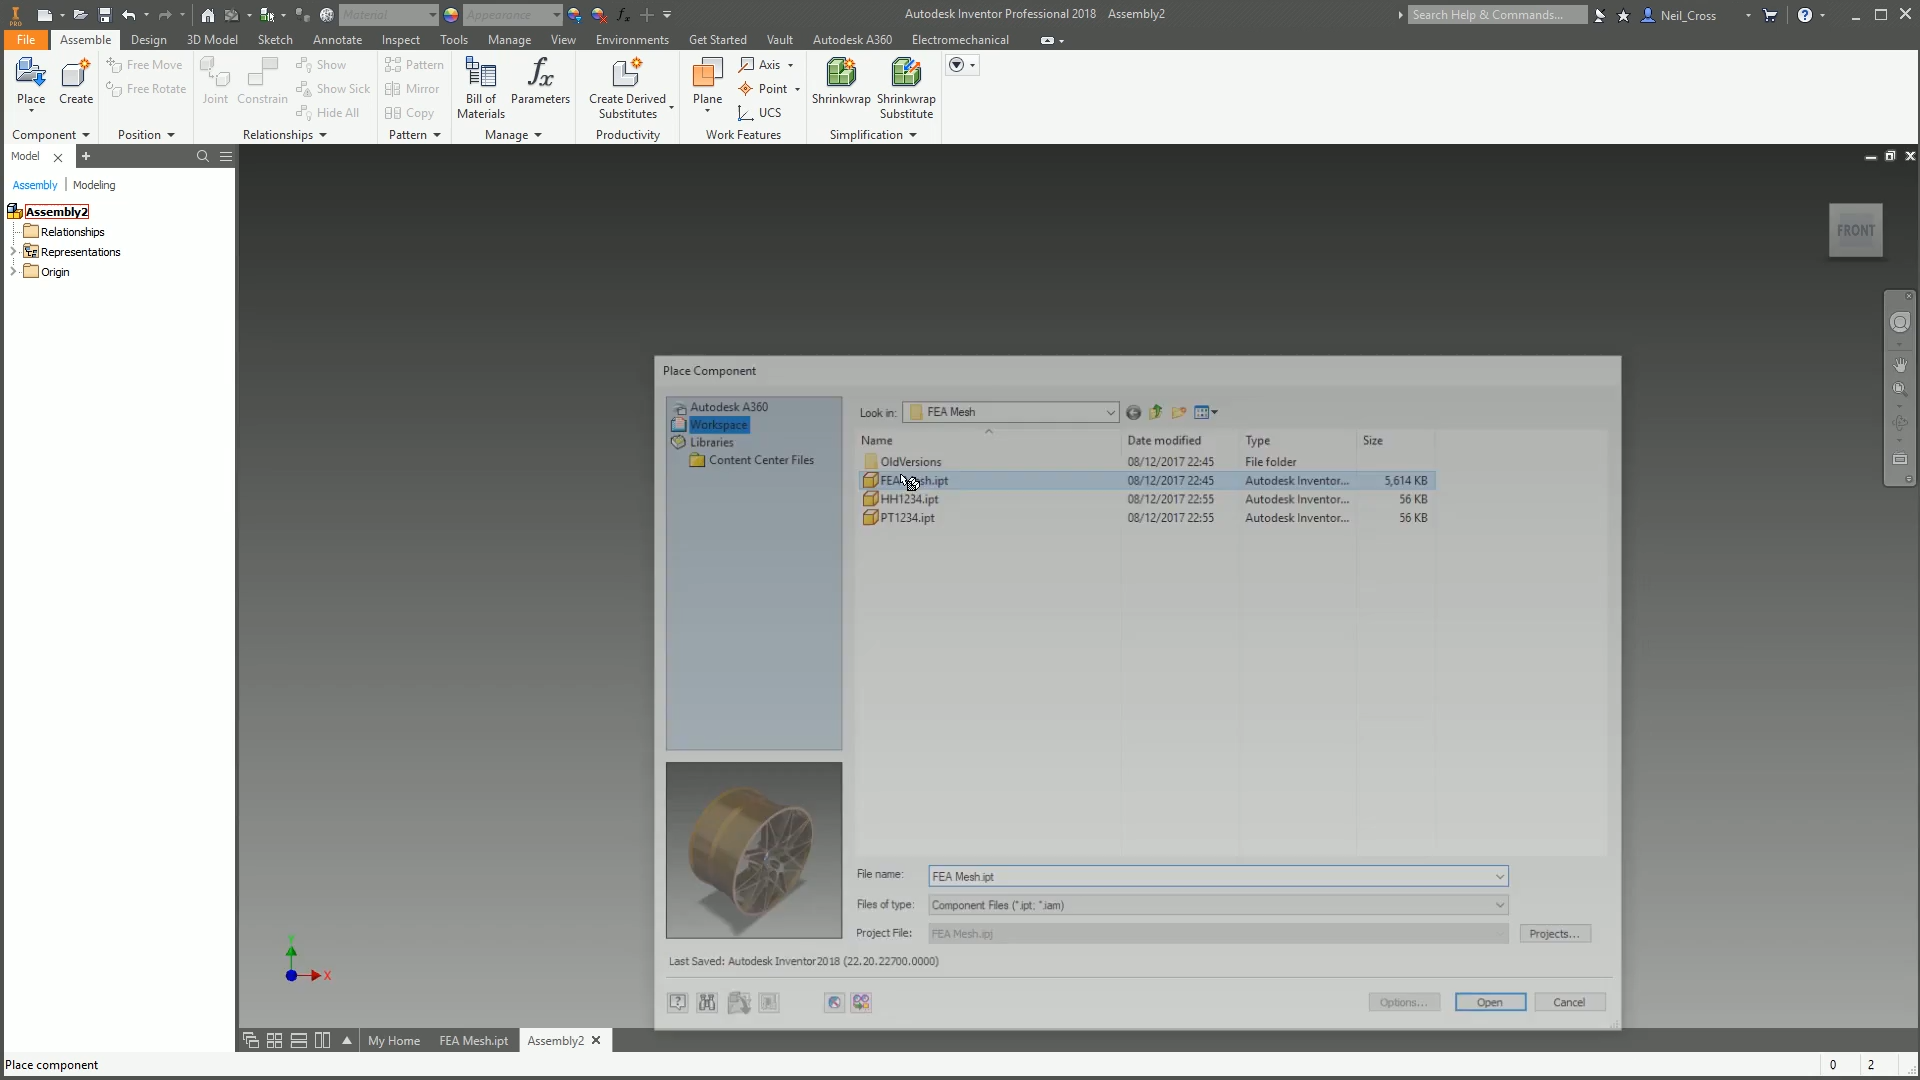 Material
Appearance
Autodesk Inventor Professional 2018 Assembly2
Search Help & Commands...
Neil_Cross
File Assemble Design 3D Model Sketch Annotate Inspect Tools Manage View Environments Get Started Vault Autodesk A360 Electromechanical
Place
Create
Free Move
Free Rotate
Joint
Constrain
Show
Show Sick
Hide All
Pattern
Mirror
Copy
Bill of
Materials
Parameters
Create Derived
Substitutes
Plane
Axis
Point
UCS
Shrinkwrap
Shrinkwrap
Substitute
Component Position Relationships Pattern Manage Productivity Work Features Simplification
Model
Assembly | Modeling
Assembly2
Relationships
Representations
Origin
FRONT
Place Component
Autodesk A360
Workspace
Libraries
Content Center Files
Look in: FEA Mesh
Name Date modified Type Size
OldVersions 08/12/2017 22:45 File folder
08/12/2017 22:45 Autodesk Inventor... 5,614 KB
HH1234.ipt 08/12/2017 22:55 Autodesk Inventor... 56 KB
PT1234.ipt 08/12/2017 22:55 Autodesk Inventor... 56 KB
File name: FEA Mesh.ipt
Files of type: Component Files (*.ipt; *.iam)
Project File: FEA Mesh.ipj Projects...
Last Saved: Autodesk Inventor2018 (22.20.22700.0000)
Options... Open Cancel
Y
X
My Home FEA Mesh.ipt Assembly2
Place component
0 2